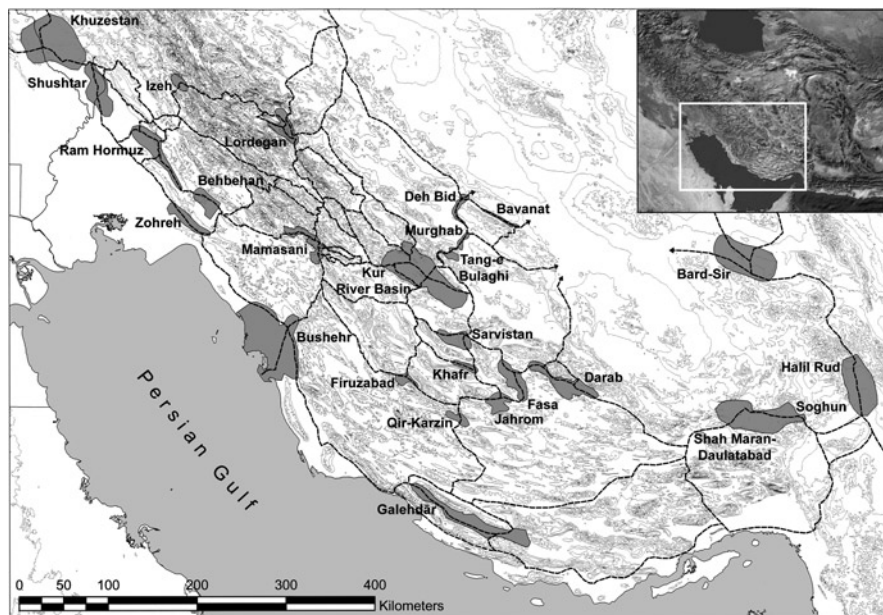 Khuzestan
Shushtar
Izeh
Lordegan
Ram Hormuz
Behbehan
Zohreh
Mamasani
Deh Bid
Bavanat
Murghab
Tang-e
Bulaghi
Kur
River Basin
Bard-Sir
Bushehr
Sarvistan
Khafr
Firuzabad
Darab
Halil Rud
Fasa
Jahrom
Qir-Karzin
Soghun
Shah Maran-
Daulatabad
Persian Gulf
Galehdär
0 50 100 200 300 400
Kilometers